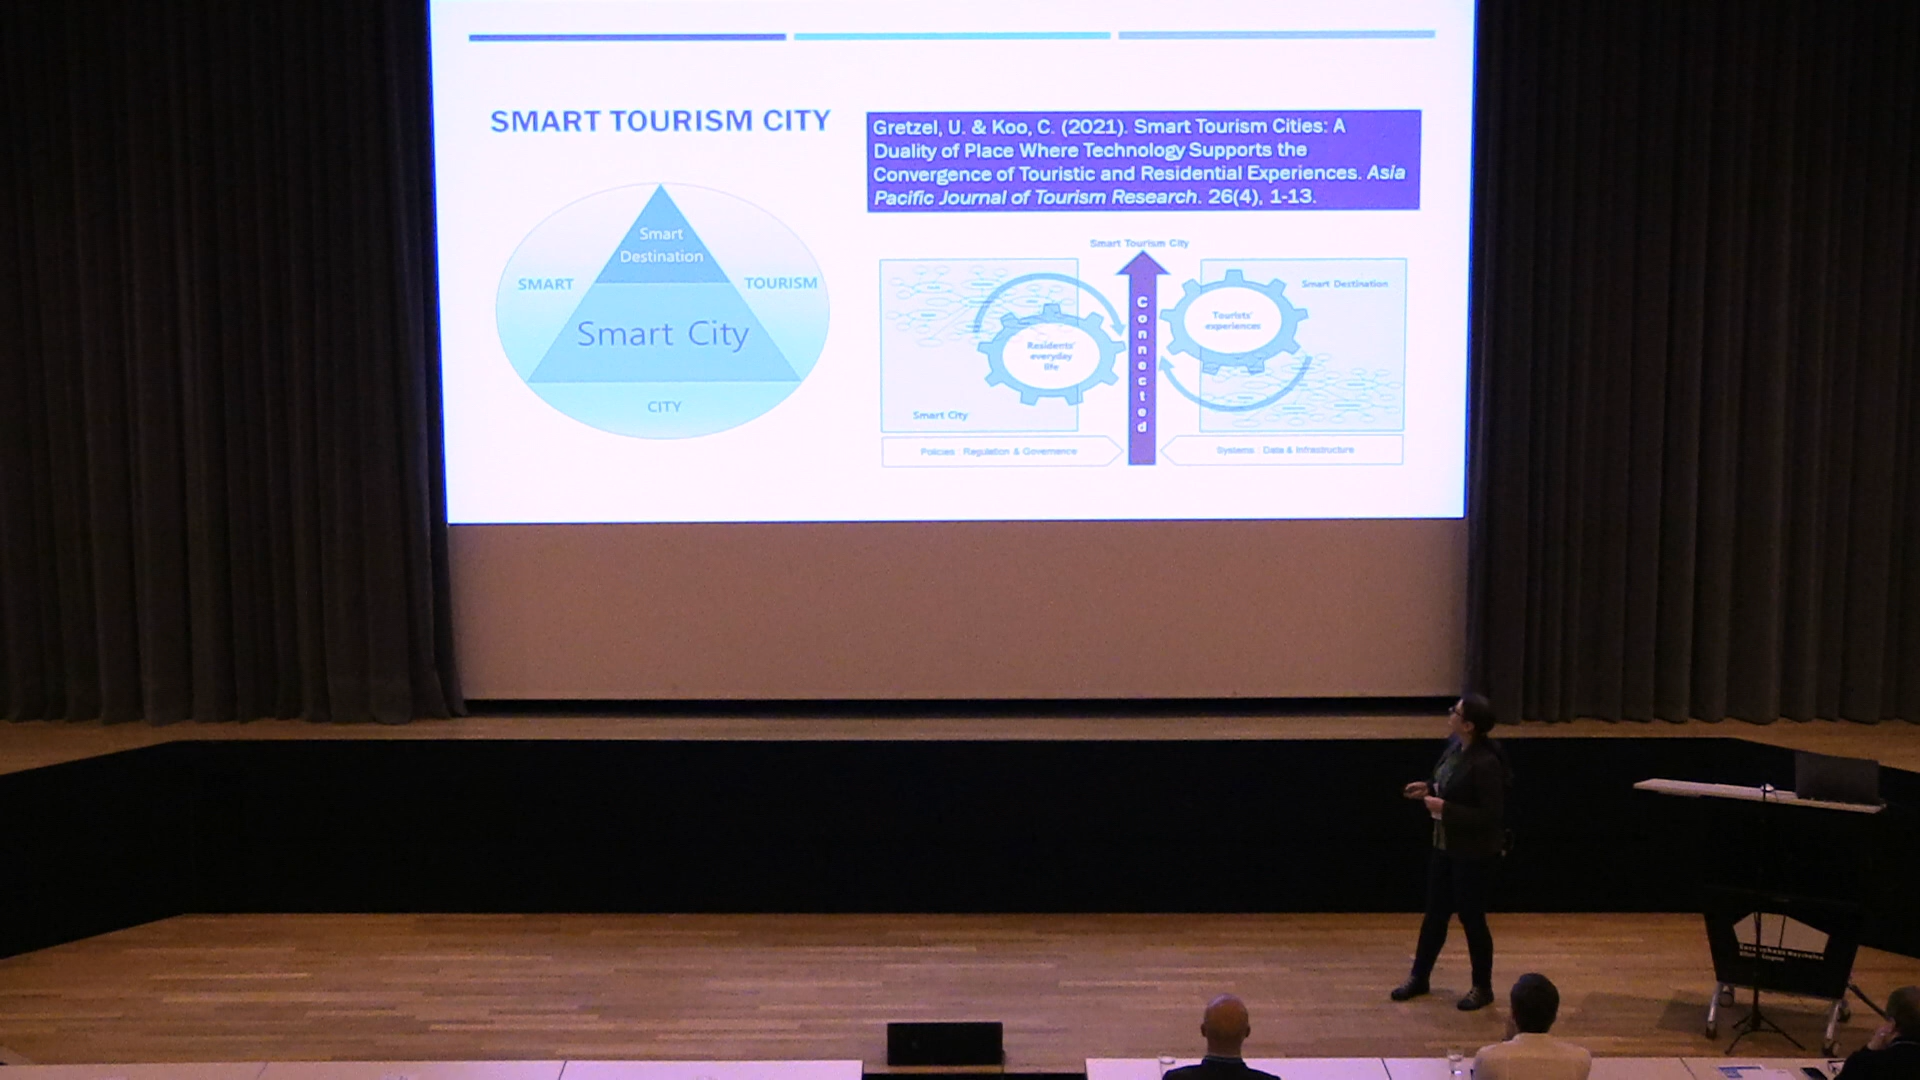 SMART TOURISM CITY
Gretzel, U. & Koo, C. (2021). Smart Tourism Cities: A
Duality of Place Where Technology Supports the
Convergence of Touristic and Residential Experiences. Asia
Pacific Journal of Tourism Research. 26(4), 1-13.
Smart
Destination
SMART
TOURISM
Smart City
CITY
Smart Tourism City
Connected
Smart Destination
Tourists'
experiences
Residents'
everyday
life
Smart City
Policies Regulation & Governance
Systems Data & Infrastructure